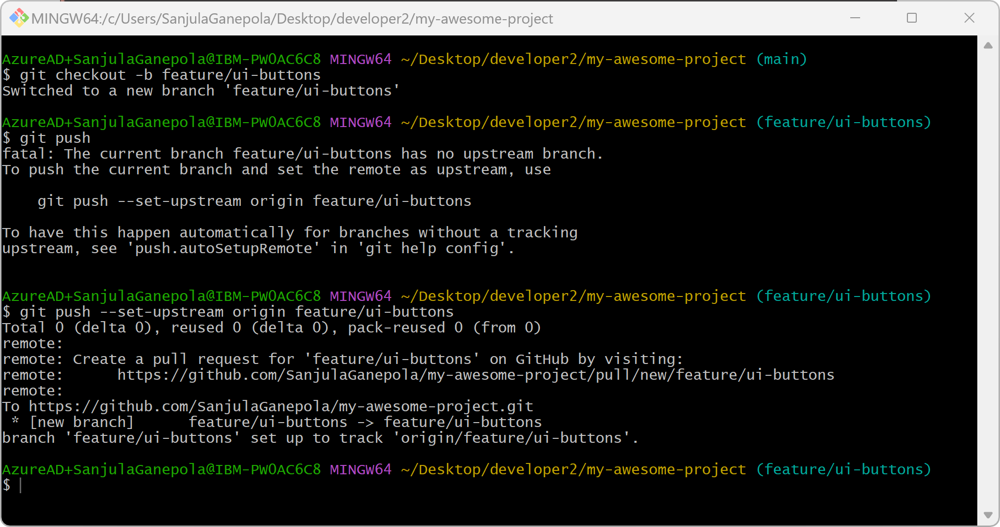 MINGW64:/c/Users/SanjulaGanepola/Desktop/developer2/my-awesome-project
AzureAD+SanjulaGanepola@IBM-PW0AC6C8 MINGW64 ~/Desktop/developer2/my-awesome-project (main)
$ git checkout -b feature/ui-buttons
Switched to a new branch 'feature/ui-buttons'
AzureAD+SanjulaGanepola@IBM-PW0AC6C8 MINGW64 ~/Desktop/developer2/my-awesome-project (feature/ui-buttons)
$ git push
fatal: The current branch feature/ui-buttons has no upstream branch.
To push the current branch and set the remote as upstream, use
    git push --set-upstream origin feature/ui-buttons
To have this happen automatically for branches without a tracking
upstream, see 'push.autoSetupRemote' in 'git help config'.
AzureAD+SanjulaGanepola@IBM-PW0AC6C8 MINGW64 ~/Desktop/developer2/my-awesome-project (feature/ui-buttons)
$ git push --set-upstream origin feature/ui-buttons
Total 0 (delta 0), reused 0 (delta 0), pack-reused 0 (from 0)
remote:
remote: Create a pull request for 'feature/ui-buttons' on GitHub by visiting:
remote:      https://github.com/SanjulaGanepola/my-awesome-project/pull/new/feature/ui-buttons
remote:
To https://github.com/SanjulaGanepola/my-awesome-project.git
 * [new branch]      feature/ui-buttons -> feature/ui-buttons
branch 'feature/ui-buttons' set up to track 'origin/feature/ui-buttons'.
AzureAD+SanjulaGanepola@IBM-PW0AC6C8 MINGW64 ~/Desktop/developer2/my-awesome-project (feature/ui-buttons)
$